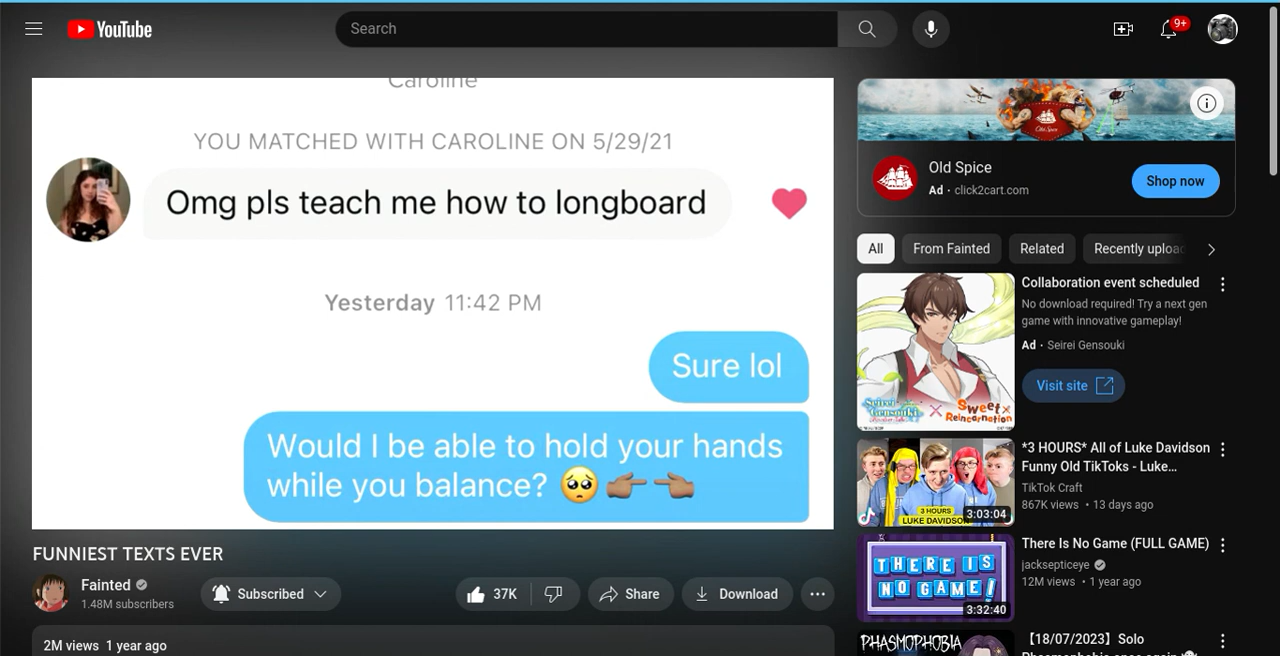 YouTube
Search
9+
Caroline
YOU MATCHED WITH CAROLINE ON 5/29/21
Omg pls teach me how to longboard
Yesterday 11:42 PM
Sure lol
Would I be able to hold your hands
while you balance? 🥺 👉🏾 👈🏾
FUNNIEST TEXTS EVER
Fainted
1.48M subscribers
Subscribed
37K
Share
Download
2M views 1 year ago
Old Spice
Old Spice
Ad · click2cart.com
Shop now
All
From Fainted
Related
Recently uploa
Seirei
Gensouki
×
Sweet
Reincarnation
Collaboration event scheduled
No download required! Try a next gen
game with innovative gameplay!
Ad · Seirei Gensouki
Visit site
3 HOURS
LUKE DAVIDSON
3:03:04
*3 HOURS* All of Luke Davidson
Funny Old TikToks - Luke...
TikTok Craft
867K views • 13 days ago
THERE IS
NO GAME!
3:32:40
There Is No Game (FULL GAME)
jacksepticeye
12M views • 1 year ago
PHASMOPHOBIA
【18/07/2023】Solo
Phasmophobia once again